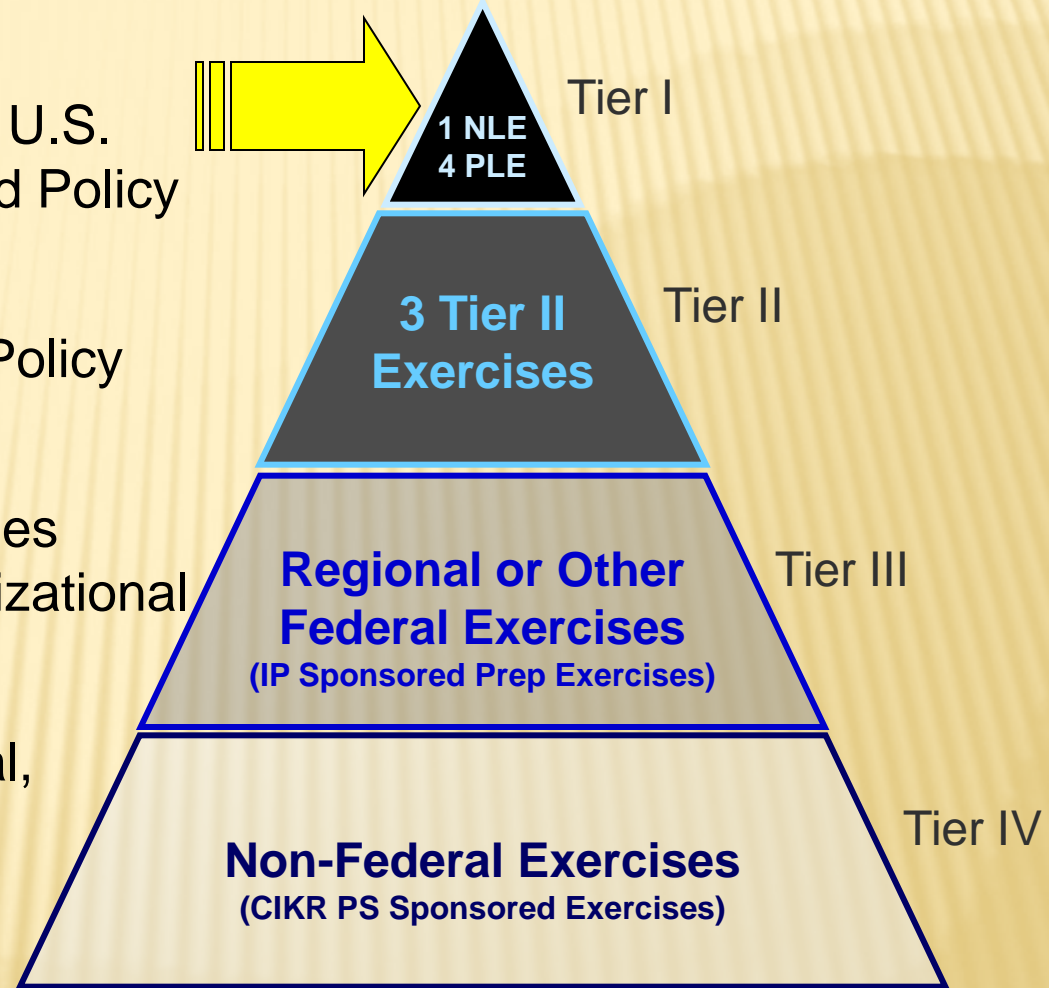 U.S.
d Policy
Policy
es
izational
al,
1 NLE
4 PLE
Tier I
3 Tier II
Exercises
Tier II
Regional or Other
Federal Exercises
(IP Sponsored Prep Exercises)
Tier III
Non-Federal Exercises
(CIKR PS Sponsored Exercises)
Tier IV